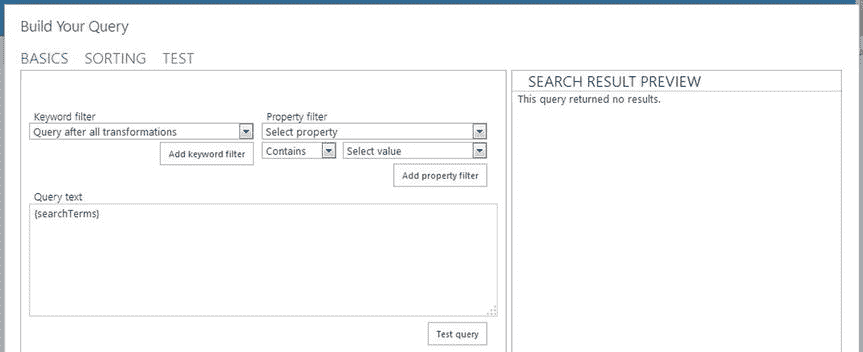 Build Your Query
BASICS SORTING TEST
Keyword filter
Query after all transformations
Add keyword filter
Property filter
Select property
Contains Select value
Add property filter
Query text
{searchTerms}
Test query
SEARCH RESULT PREVIEW
This query returned no results.